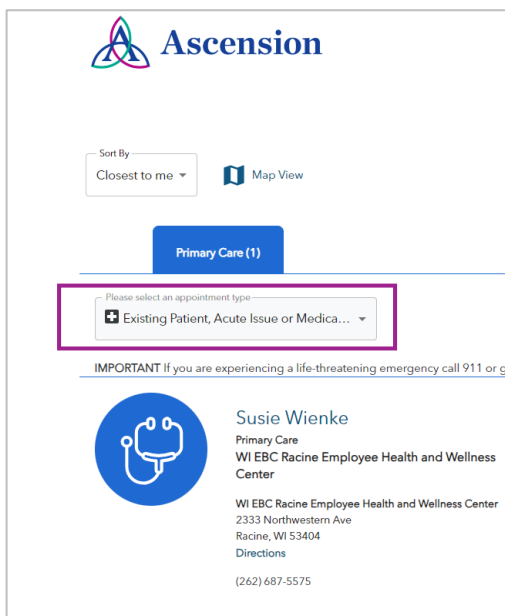 Ascension
Sort By
Closest to me
Map View
Primary Care (1)
Please select an appointment type
Existing Patient, Acute Issue or Medica...
IMPORTANT If you are experiencing a life-threatening emergency call 911 or g
Susie Wienke
Primary Care
WI EBC Racine Employee Health and Wellness
Center
WI EBC Racine Employee Health and Wellness Center
2333 Northwestern Ave
Racine, WI 53404
Directions
(262) 687-5575